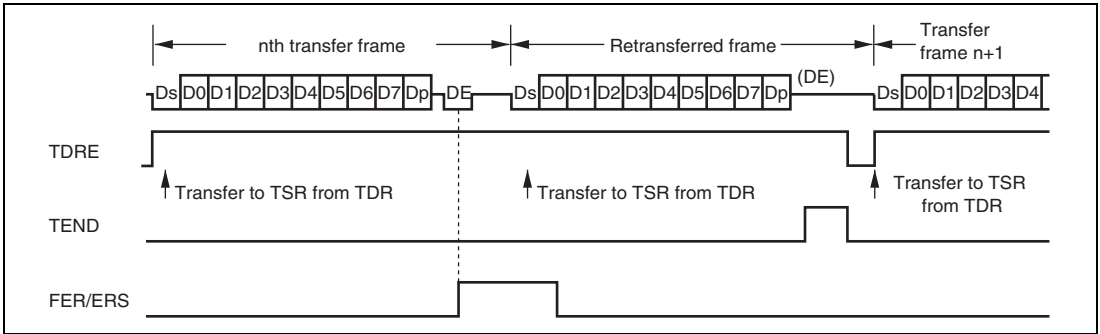 nth transfer frame
Retransferred frame
Transfer
frame n+1
Ds D0 D1 D2 D3 D4 D5 D6 D7 Dp DE
Ds D0 D1 D2 D3 D4 D5 D6 D7 Dp (DE)
Ds D0 D1 D2 D3 D4
TDRE
Transfer to TSR from TDR
Transfer to TSR from TDR
Transfer to TSR
from TDR
TEND
FER/ERS